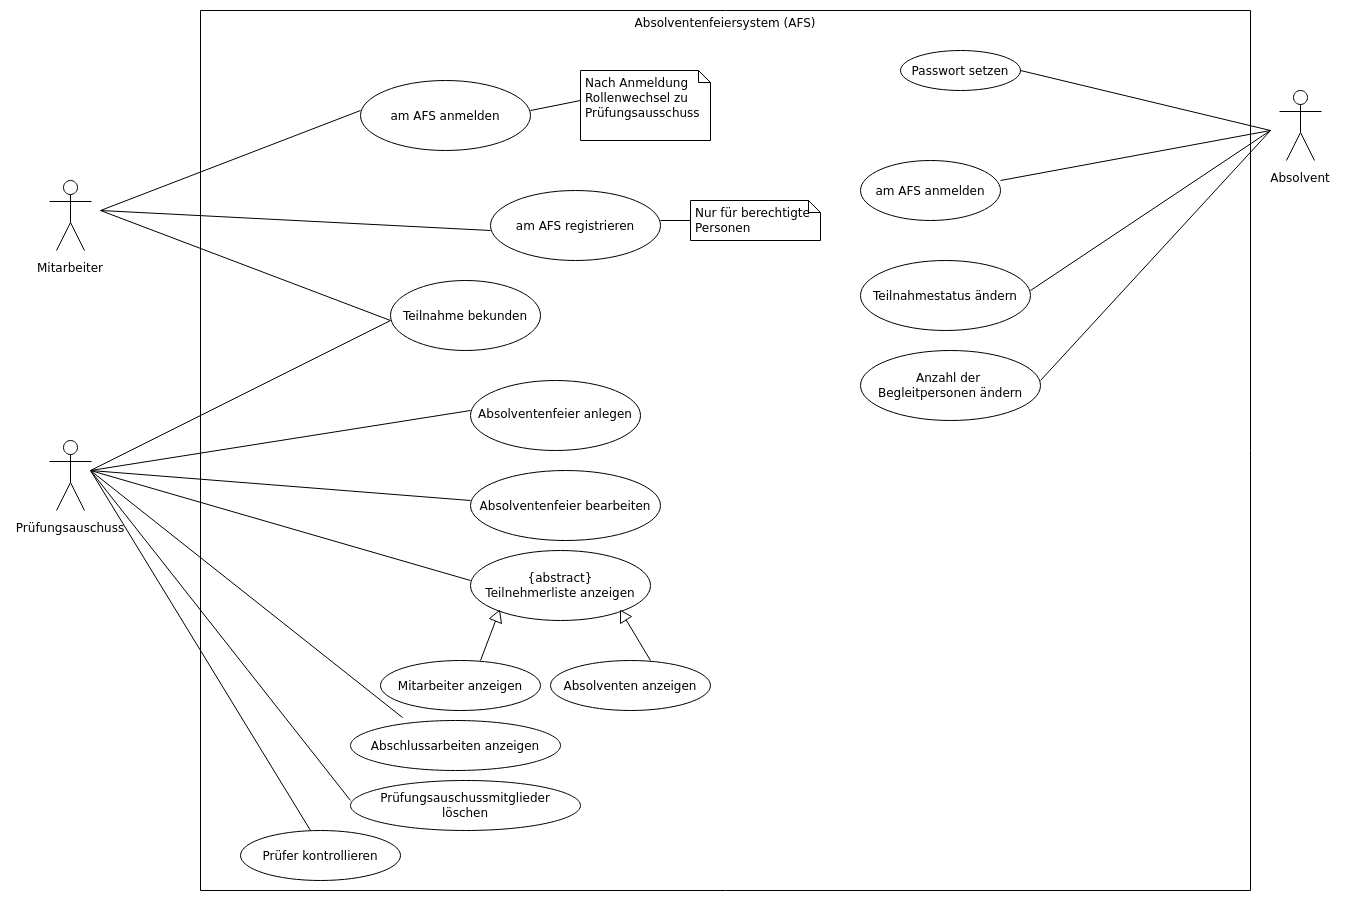 Absolventenfeiersystem (AFS)
am AFS anmelden
Nach Anmeldung
Rollenwechsel zu
Prüfungsausschuss
Passwort setzen
Absolvent
am AFS anmelden
am AFS registrieren
Nur für berechtigte
Personen
Mitarbeiter
Teilnahme bekunden
Teilnahmestatus ändern
Anzahl der
Begleitpersonen ändern
Absolventenfeier anlegen
Prüfungsauschuss
Absolventenfeier bearbeiten
{abstract}
Teilnehmerliste anzeigen
Mitarbeiter anzeigen
Absolventen anzeigen
Abschlussarbeiten anzeigen
Prüfungsauschussmitglieder
löschen
Prüfer kontrollieren